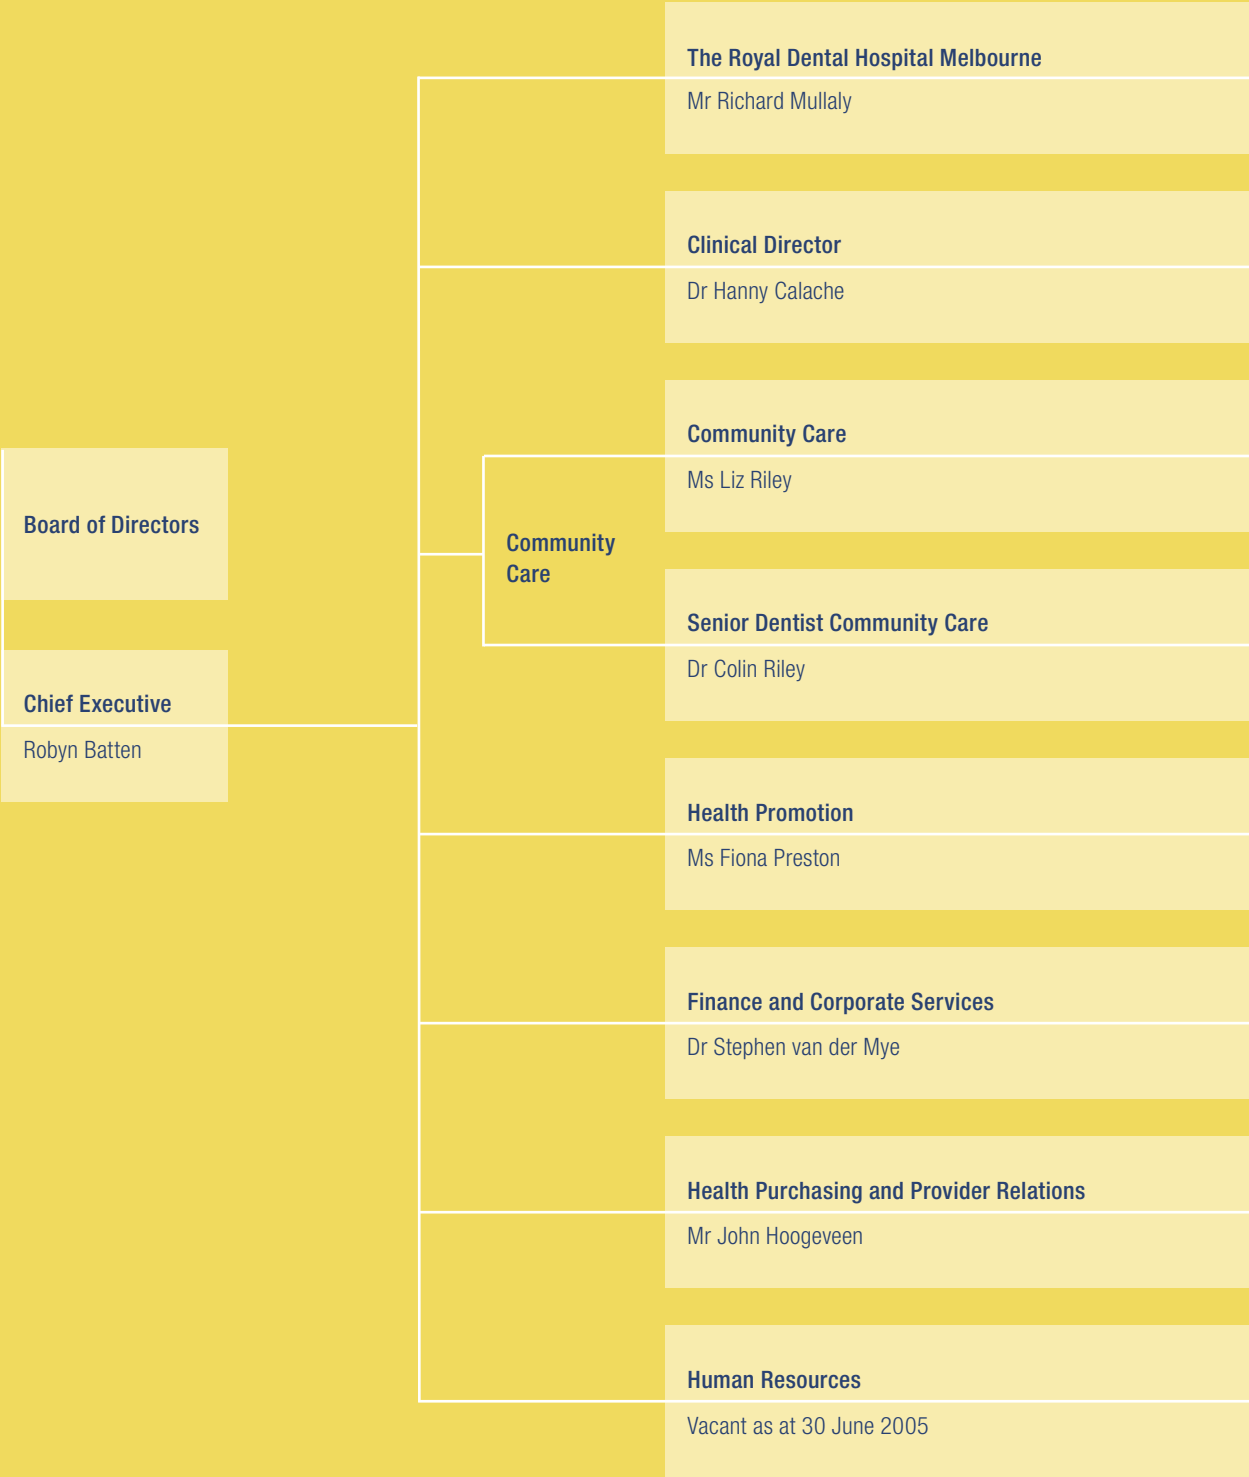 Board of Directors
Chief Executive
Robyn Batten
Community
Care
The Royal Dental Hospital Melbourne
Mr Richard Mullaly
Clinical Director
Dr Hanny Calache
Community Care
Ms Liz Riley
Senior Dentist Community Care
Dr Colin Riley
Health Promotion
Ms Fiona Preston
Finance and Corporate Services
Dr Stephen van der Mye
Health Purchasing and Provider Relations
Mr John Hoogeveen
Human Resources
Vacant as at 30 June 2005